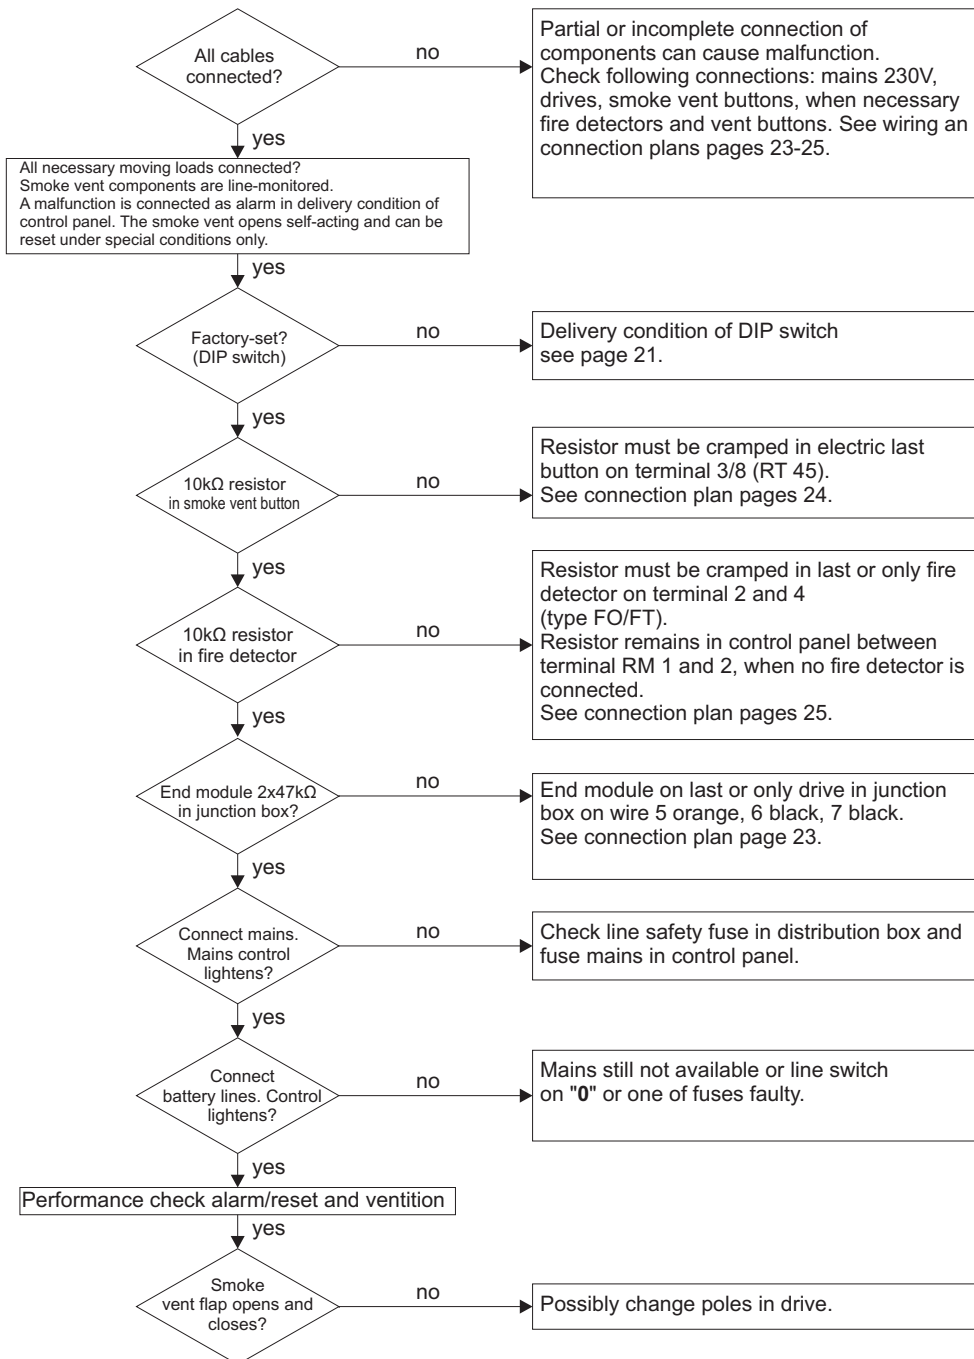 All cables
connected?
no
Partial or incomplete connection of
components can cause malfunction.
Check following connections: mains 230V,
drives, smoke vent buttons, when necessary
fire detectors and vent buttons. See wiring an
connection plans pages 23-25.
yes
All necessary moving loads connected?
Smoke vent components are line-monitored.
A malfunction is connected as alarm in delivery condition of
control panel. The smoke vent opens self-acting and can be
reset under special conditions only.
yes
Factory-set?
(DIP switch)
no
Delivery condition of DIP switch
see page 21.
yes
10kΩ resistor
in smoke vent button
no
Resistor must be cramped in electric last
button on terminal 3/8 (RT 45).
See connection plan pages 24.
yes
10kΩ resistor
in fire detector
no
Resistor must be cramped in last or only fire
detector on terminal 2 and 4
(type FO/FT).
Resistor remains in control panel between
terminal RM 1 and 2, when no fire detector is
connected.
See connection plan pages 25.
yes
End module 2x47kΩ
in junction box?
no
End module on last or only drive in junction
box on wire 5 orange, 6 black, 7 black.
See connection plan page 23.
yes
Connect mains.
Mains control
lightens?
no
Check line safety fuse in distribution box and
fuse mains in control panel.
yes
Connect
battery lines. Control
lightens?
no
Mains still not available or line switch
on "0" or one of fuses faulty.
yes
Performance check alarm/reset and ventition
yes
Smoke
vent flap opens and
closes?
no
Possibly change poles in drive.